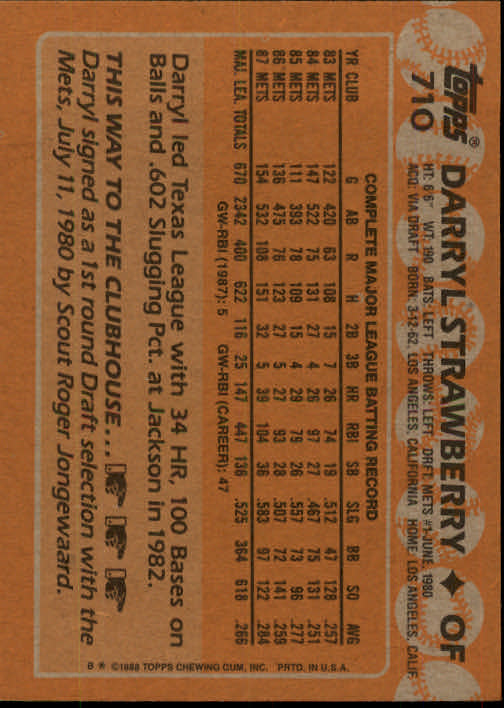 topps® DARRYL STRAWBERRY ♦ OF
710 HT: 6'6" WT: 190 BATS: LEFT THROWS: LEFT DRFT: METS #1-JUNE, 1980
ACQ: VIA DRAFT BORN: 3-12-62, LOS ANGELES, CALIFORNIA HOME: LOS ANGELES, CALIF.
COMPLETE MAJOR LEAGUE BATTING RECORD
YR CLUB G AB R H 2B 3B HR RBI SB SLG BB SO AVG
83 METS 122 420 63 108 15 7 26 74 19 .512 47 128 .257
84 METS 147 522 75 131 27 4 26 97 27 .467 75 131 .251
85 METS 111 393 78 109 15 4 29 79 26 .557 73 96 .277
86 METS 136 475 76 123 27 5 27 93 28 .507 72 141 .259
87 METS 154 532 108 151 32 5 39 104 36 .583 97 122 .284
MAJ. LEA. TOTALS 670 2342 400 622 116 25 147 447 136 .525 364 618 .266
GW-RBI (1987): 5 GW-RBI (CAREER): 47
Darryl led Texas League with 34 HR, 100 Bases on
Balls and .602 Slugging Pct. at Jackson in 1982.
THIS WAY TO THE CLUBHOUSE...
Darryl signed as a 1st round Draft selection with the
Mets, July 11, 1980 by Scout Roger Jongewaard.
B * ©1988 TOPPS CHEWING GUM, INC. PRTD. IN U.S.A.